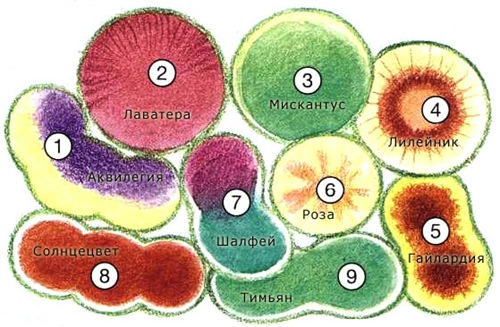 1
Аквилегия
2
Лаватера
3
Мискантус
4
Лилейник
5
Гайлардия
6
Роза
7
Шалфей
8
Солнцецвет
9
Тимьян